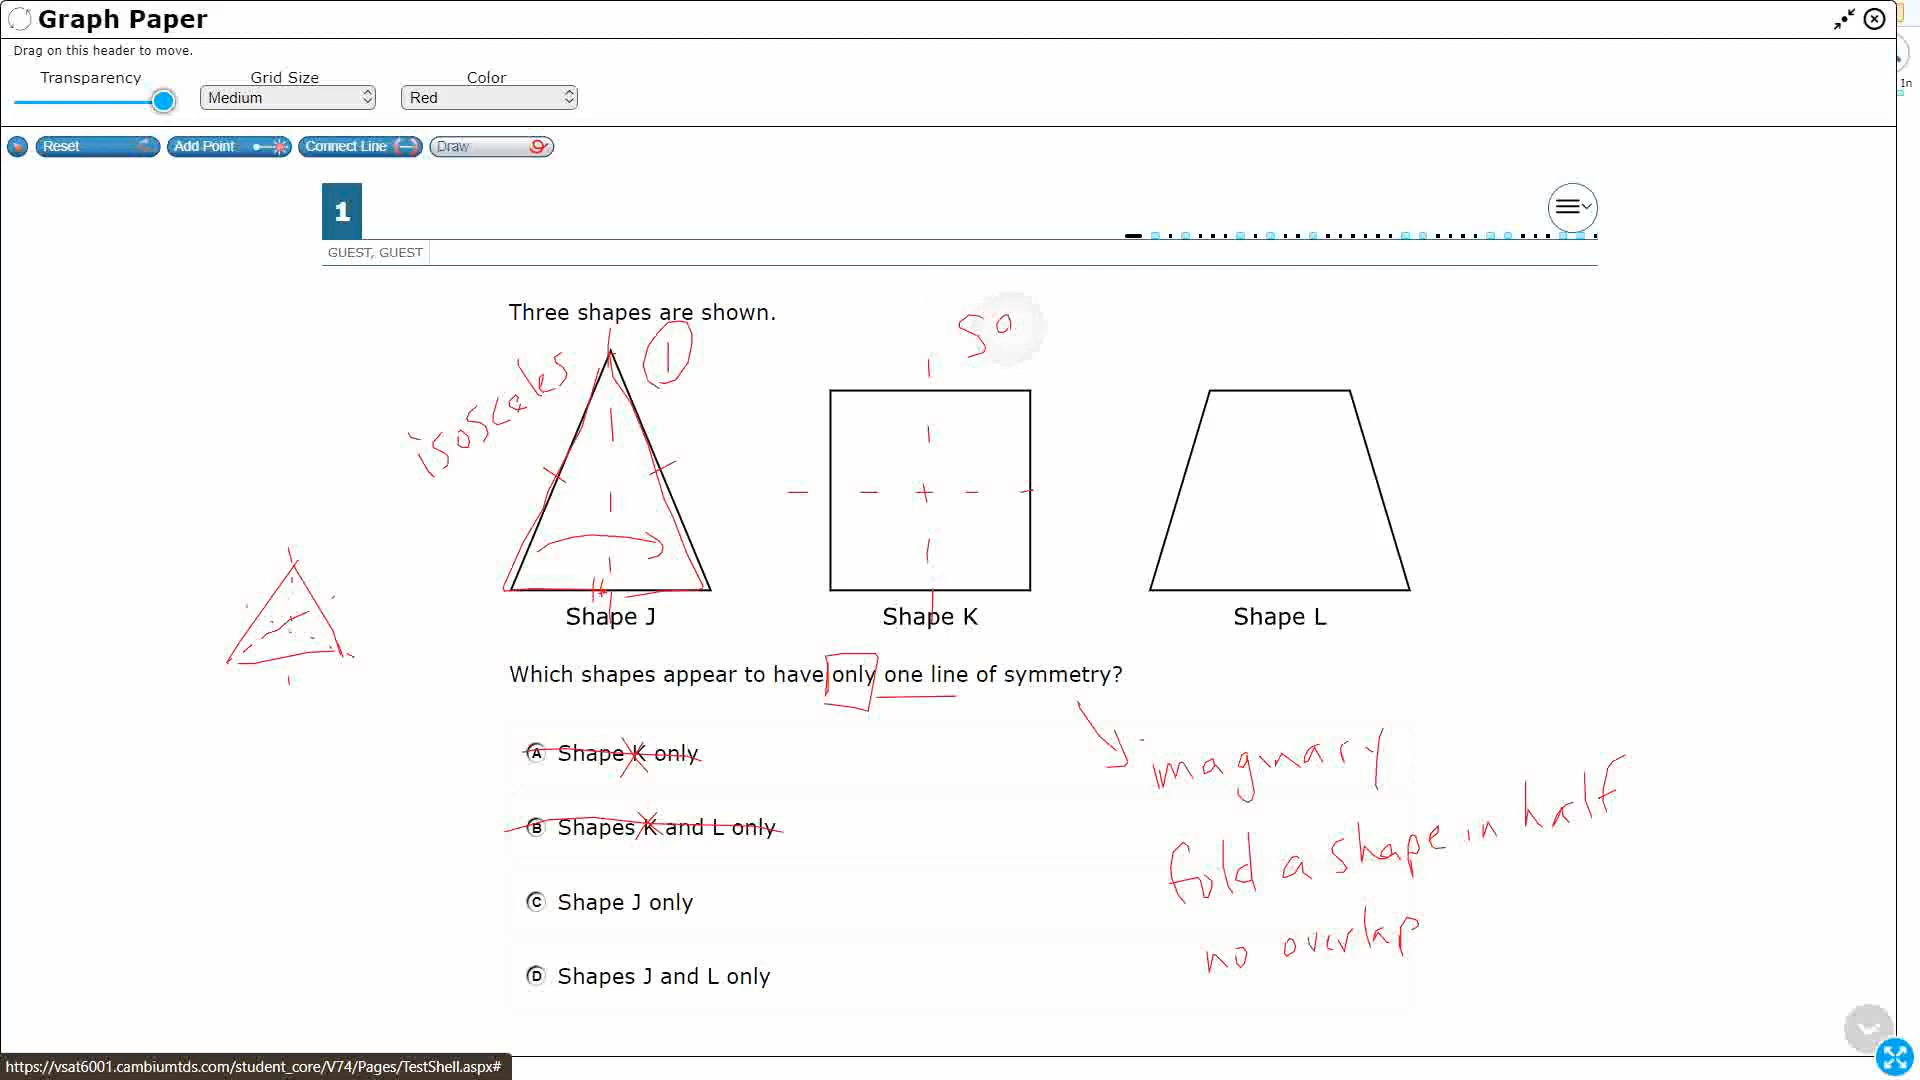 Graph Paper
Drag on this header to move.
Transparency
Grid Size
Color
Medium
Red
Reset
Add Point
Connect Line
Draw
In
1
GUEST, GUEST
Three shapes are shown.
isosceles
1
Shape J
Shape K
Shape L
Which shapes appear to have only one line of symmetry?
A Shape K only
B Shapes K and L only
C Shape J only
D Shapes J and L only
imaginary
fold a shape in half
no overlap
https://vsat6001.cambiumtds.com/student_core/V74/Pages/TestShell.aspx#